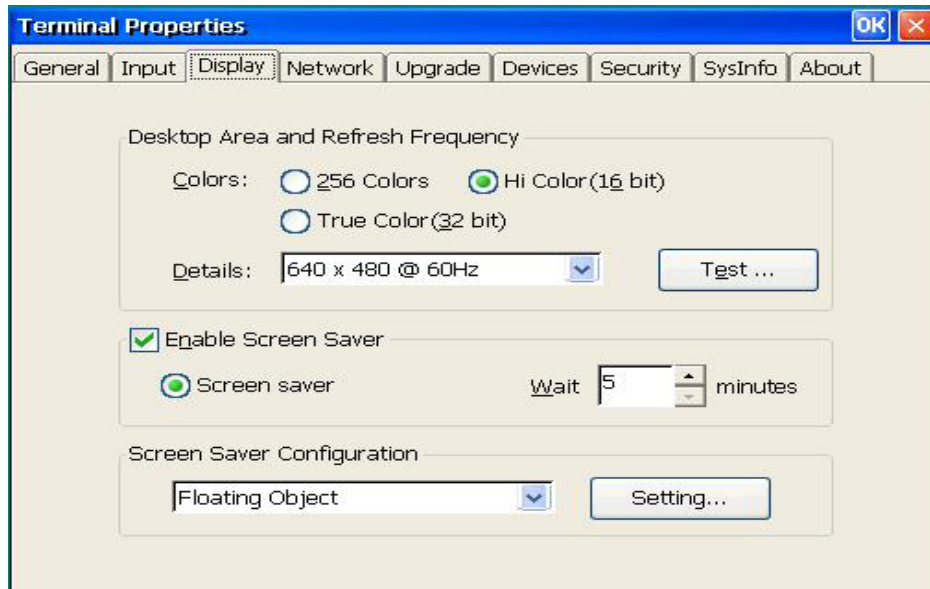 Terminal Properties OK
General Input Display Network Upgrade Devices Security SysInfo About
Desktop Area and Refresh Frequency
Colors: 256 Colors Hi Color(16 bit)
True Color(32 bit)
Details: 640 x 480 @ 60Hz Test ...
Enable Screen Saver
Screen saver Wait 5 minutes
Screen Saver Configuration
Floating Object Setting...